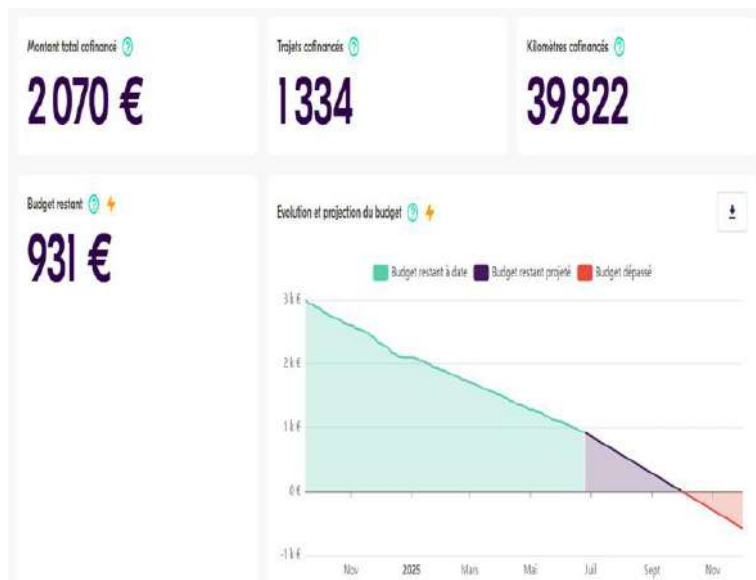 Montant total cofinancé
2 070 €
Trajets cofinancés
1 334
Kilomètres cofinancés
39 822
Budget restant
931 €
Evolution et projection du budget
Budget restant à date Budget restant projeté Budget dépassé
3 k €
2 k €
1 k €
0 €
-1 k €
Nov 2025 Mars Mai Juil Sept Nov